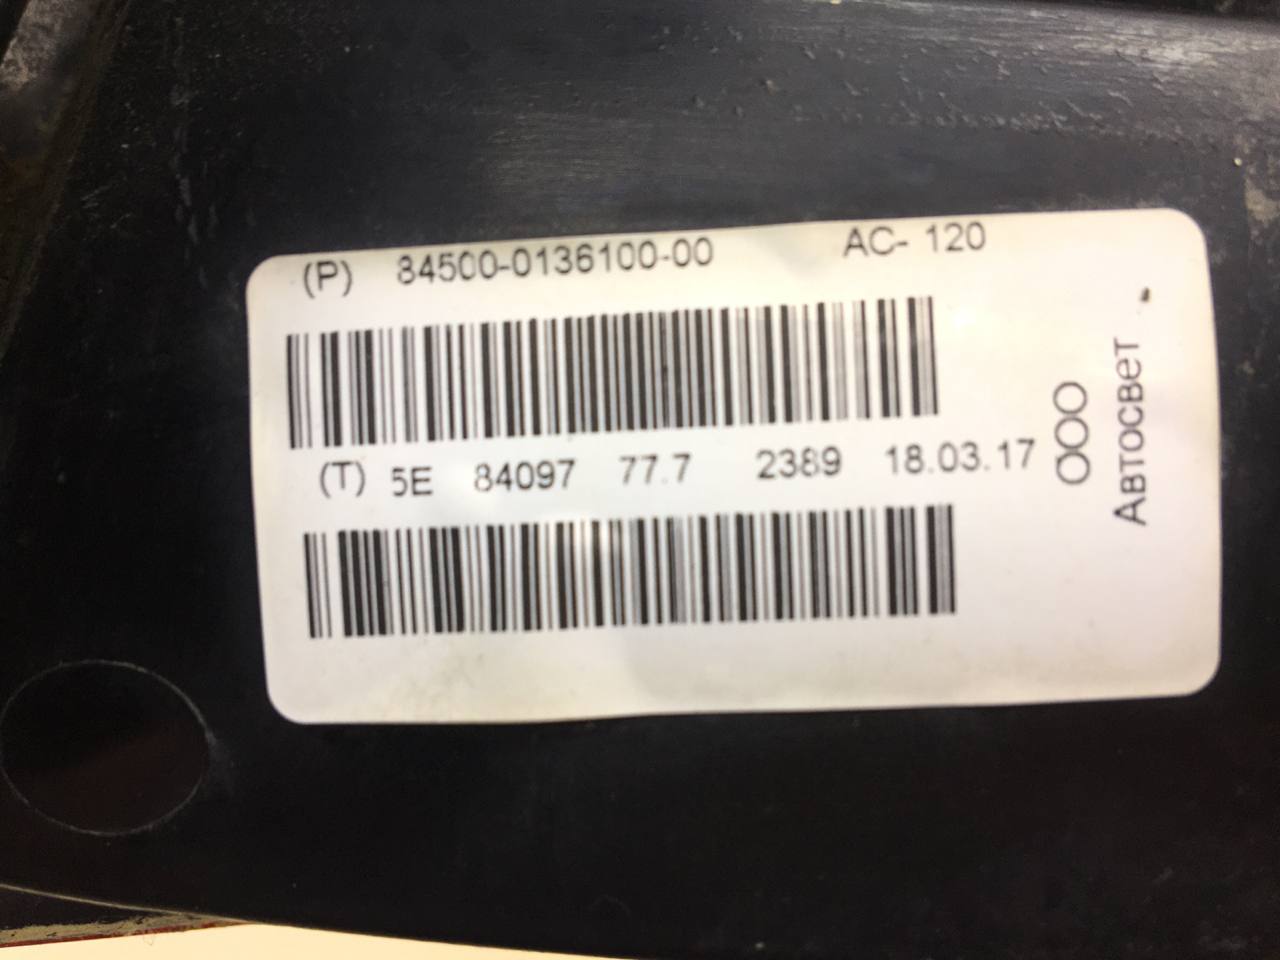 (P) 84500-0136100-00 AC- 120
(T) 5E 84097 77.7 2389 18.03.17
ООО
Автосвет